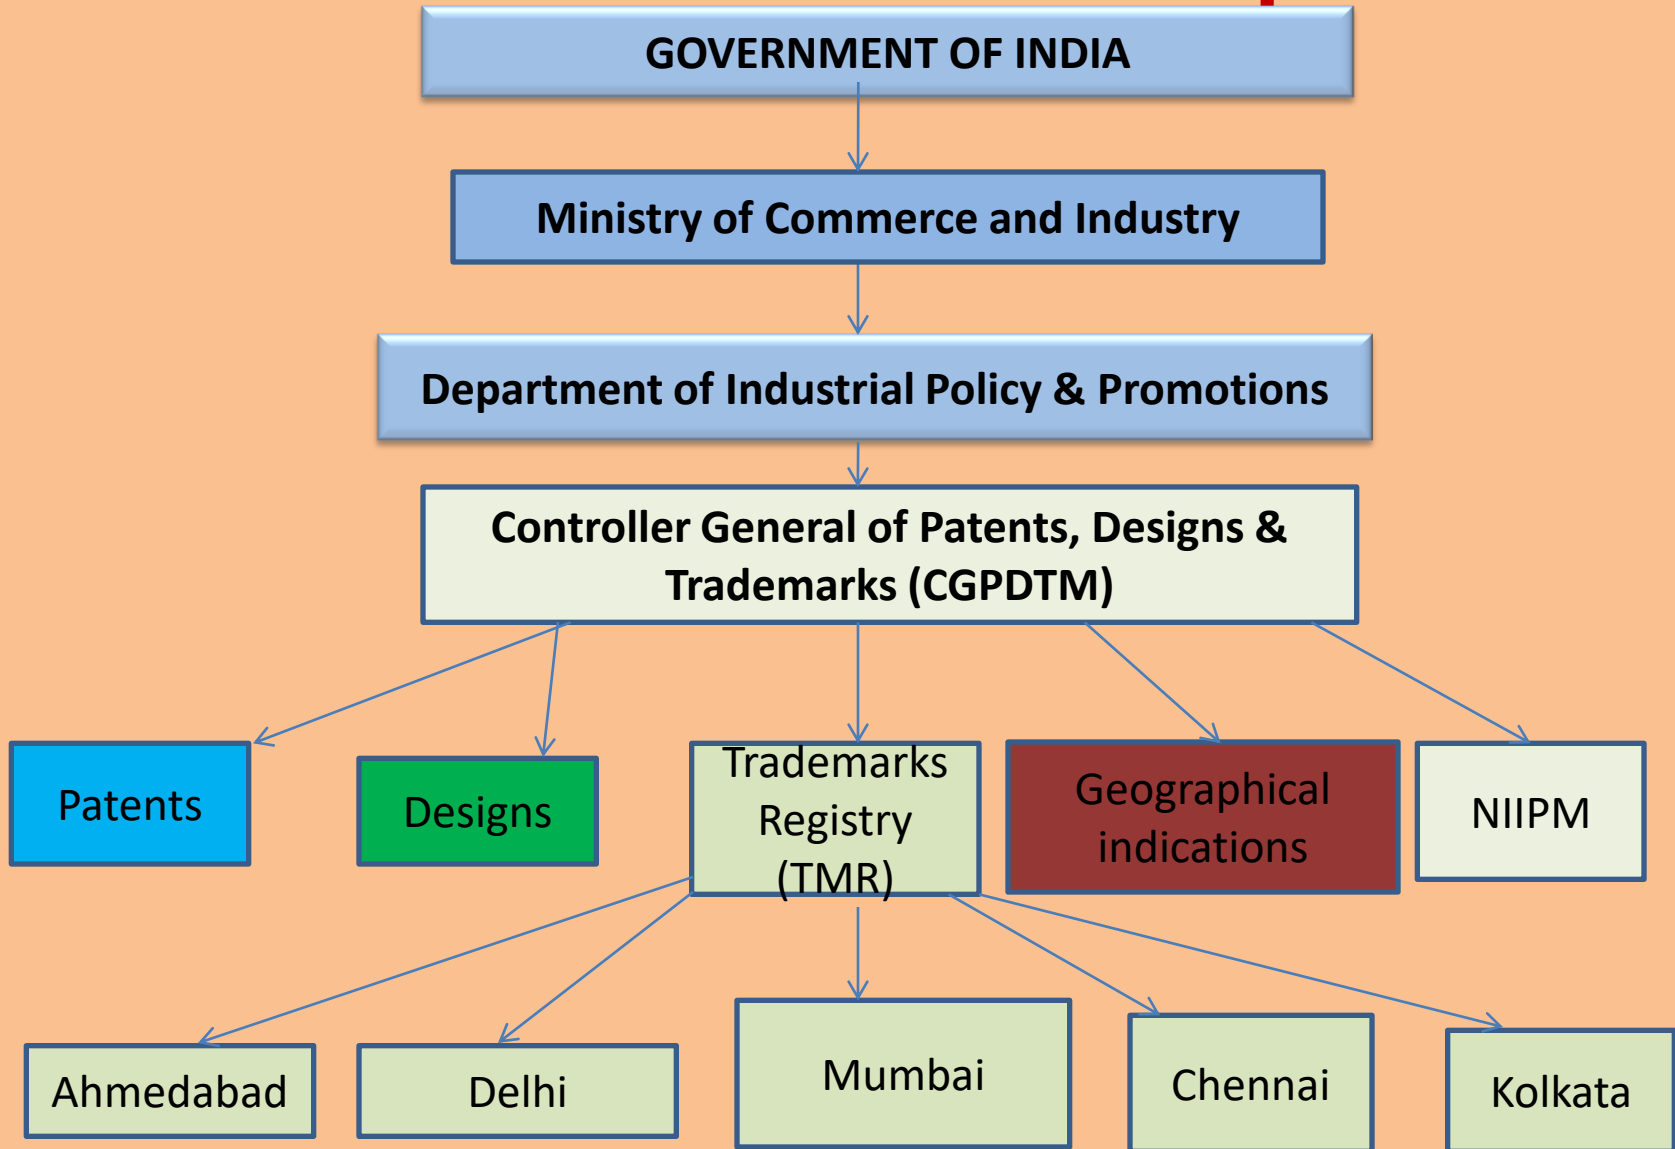 GOVERNMENT OF INDIA
Ministry of Commerce and Industry
Department of Industrial Policy & Promotions
Controller General of Patents, Designs &
Trademarks (CGPDTM)
Patents
Designs
Trademarks
Registry
(TMR)
Geographical
indications
NIIPM
Ahmedabad
Delhi
Mumbai
Chennai
Kolkata